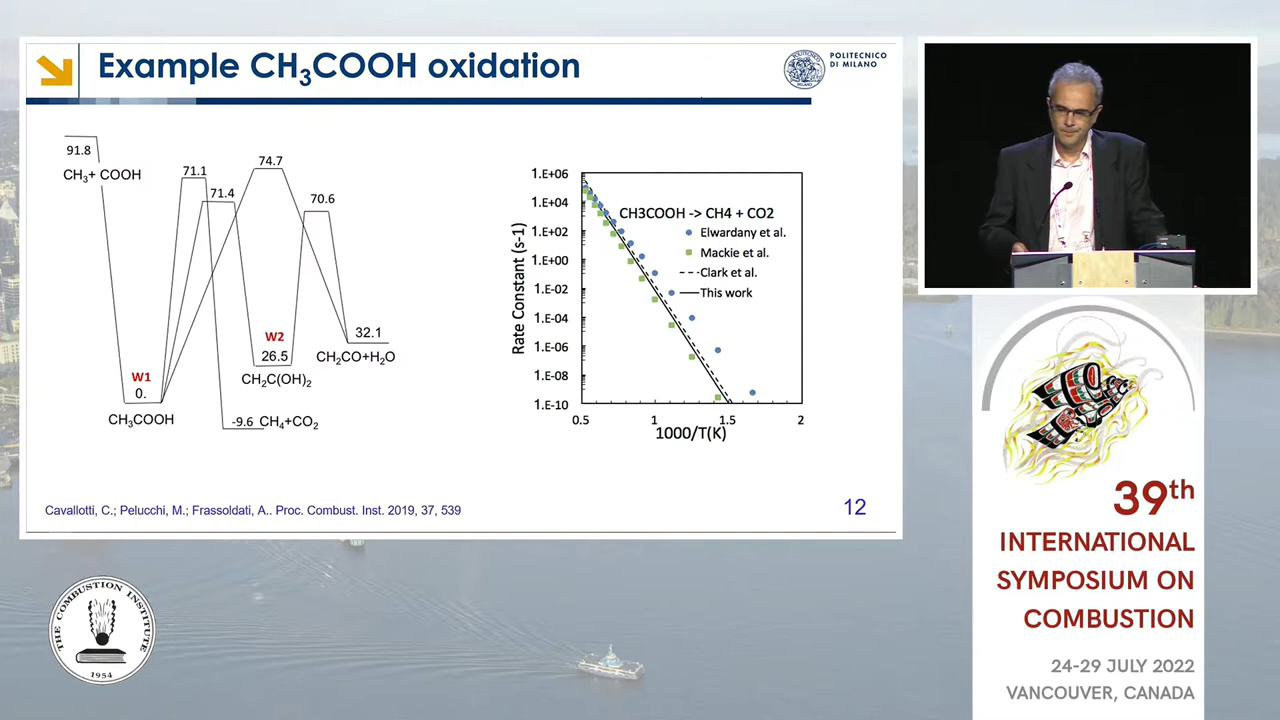 Example CH₃COOH oxidation
POLITECNICO
DI MILANO
91.8
CH₃+ COOH
71.1
71.4
74.7
70.6
W1
0.
CH₃COOH
W2
26.5
CH₂C(OH)₂
32.1
CH₂CO+H₂O
-9.6 CH₄+CO₂
Rate Constant (s-1)
1.E+06
1.E+04
1.E+02
1.E+00
1.E-02
1.E-04
1.E-06
1.E-08
1.E-10
CH3COOH -> CH4 + CO2
Elwardany et al.
Mackie et al.
Clark et al.
This work
0.5
1
1.5
2
1000/T(K)
Cavallotti, C.; Pelucchi, M.; Frassoldati, A.. Proc. Combust. Inst. 2019, 37, 539
12
THE COMBUSTION INSTITUTE
1954
39th
INTERNATIONAL
SYMPOSIUM ON
COMBUSTION
24-29 JULY 2022
VANCOUVER, CANADA